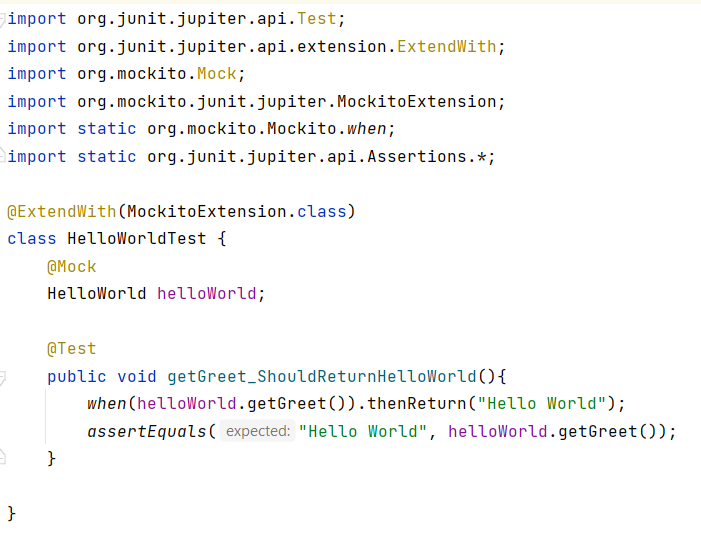 import org.junit.jupiter.api.Test;
import org.junit.jupiter.api.extension.ExtendWith;
import org.mockito.Mock;
import org.mockito.junit.jupiter.MockitoExtension;
import static org.mockito.Mockito.when;
import static org.junit.jupiter.api.Assertions.*;
@ExtendWith(MockitoExtension.class)
class HelloWorldTest {
@Mock
HelloWorld helloWorld;
@Test
public void getGreet_ShouldReturnHelloWorld(){
when(helloWorld.getGreet()).thenReturn("Hello World");
assertEquals( expected: "Hello World", helloWorld.getGreet());
}
}